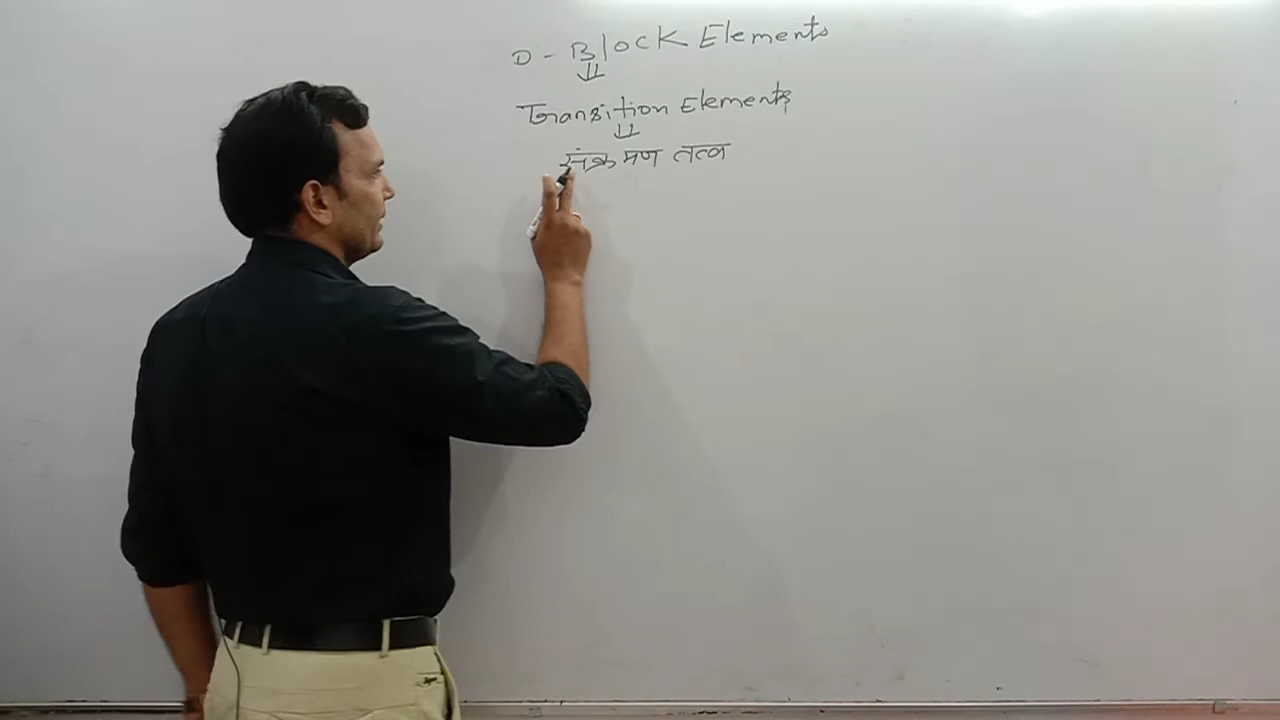 D - Block Elements
⇓
Transition Elements
⇓
संक्रमण तत्व